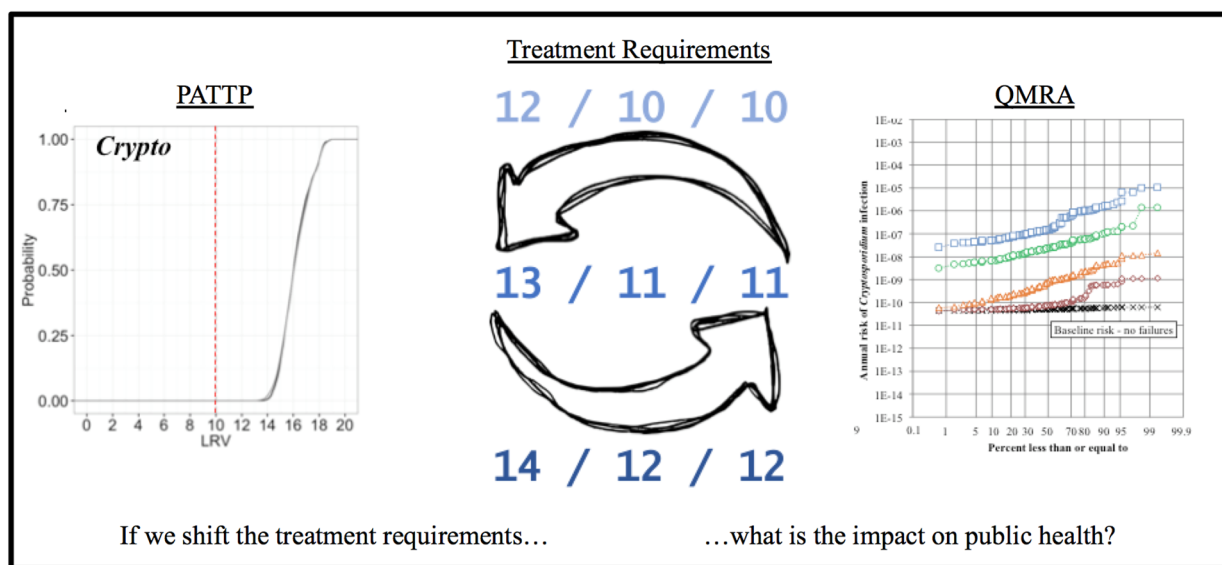 Treatment Requirements
PATTP
1.00
0.75
0.50
0.25
0.00
Probability
Crypto
0 2 4 6 8 10 12 14 16 18 20
LRV
12 / 10 / 10
13 / 11 / 11
14 / 12 / 12
QMRA
1E-02
1E-03
1E-04
1E-05
1E-06
1E-07
1E-08
1E-09
1E-10
1E-11
1E-12
1E-13
1E-14
1E-15
Annual risk of Cryptosporidium infection
Baseline risk - no failures
9
0.1 1 5 10 20 30 50 70 80 90 95 99 99.9
Percent less than or equal to
If we shift the treatment requirements…
…what is the impact on public health?